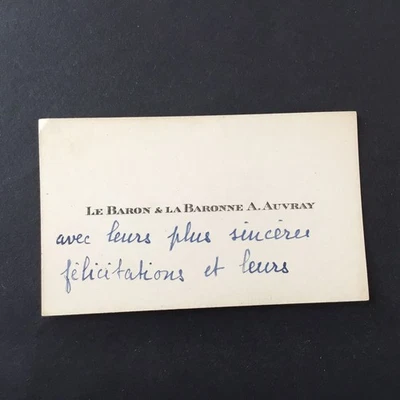 Le Baron & la Baronne A. Auvray
avec leurs plus sincères
félicitations et leurs